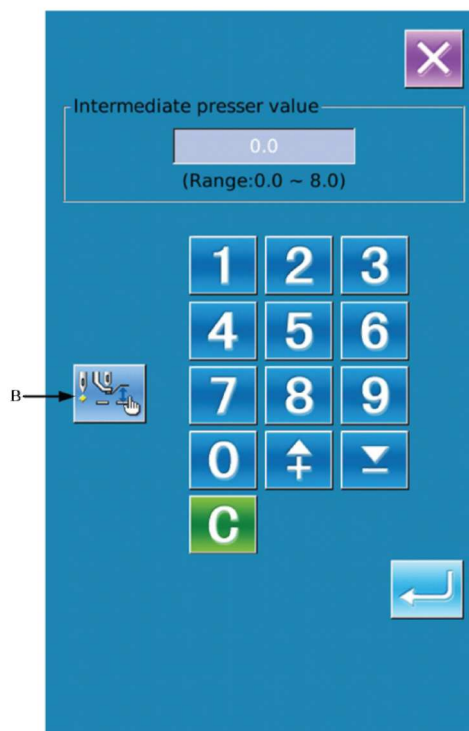 Intermediate presser value
0.0
(Range:0.0 ~ 8.0)
1 2 3
4 5 6
B
7 8 9
0
C